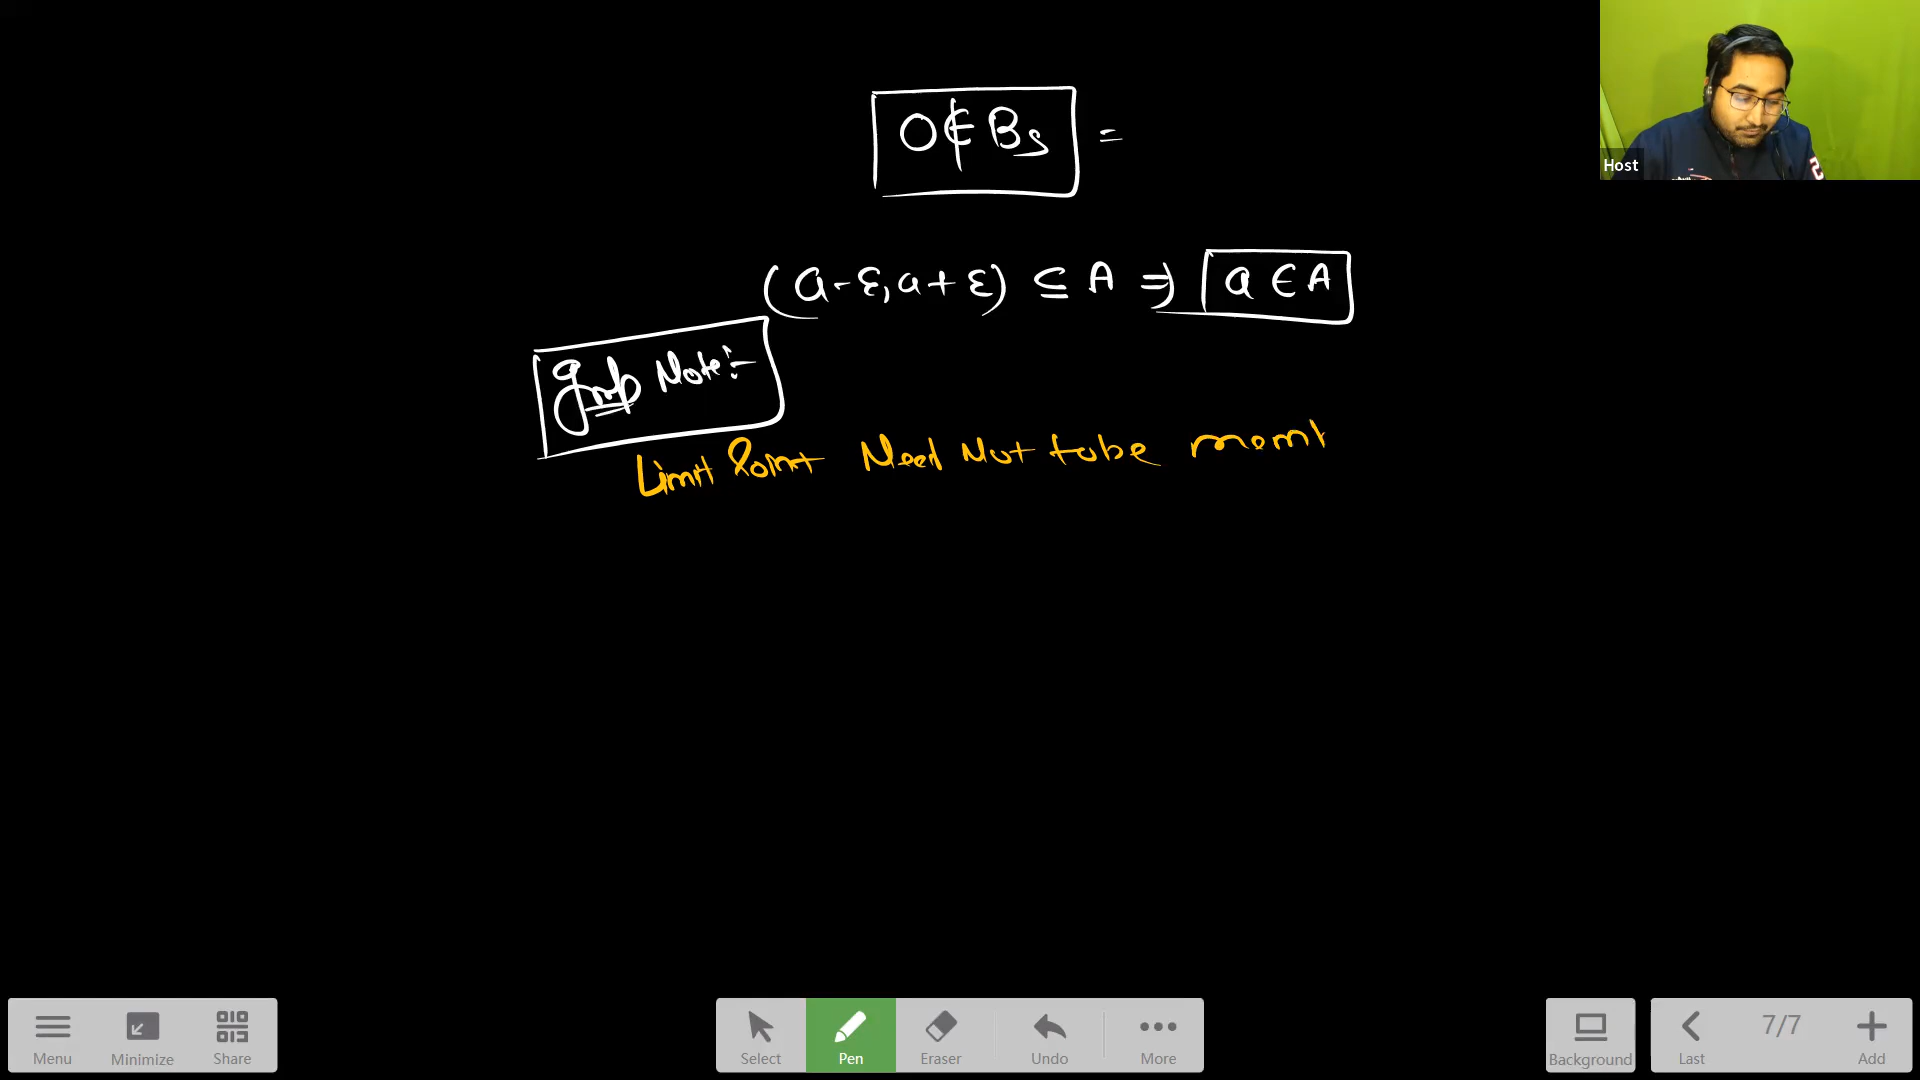 O∉Bs =
Host
(a-ε, a+ε) ⊆ A ⇒ a ∈ A
Imp Note:-
Limit Point Need Not to be mem
Menu
Minimize
Share
Select
Pen
Eraser
Undo
More
Background
Last
7/7
Add